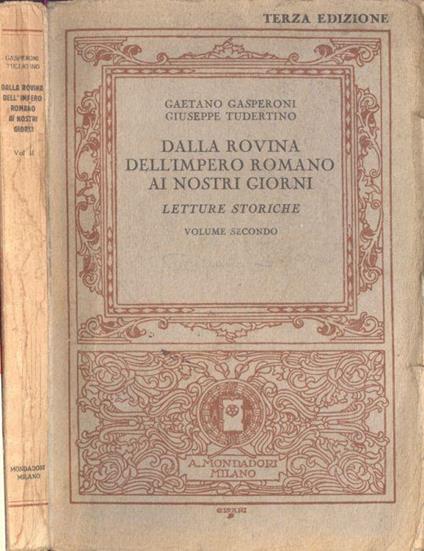 GASPERONI
TUDERTINO
DALLA ROVINA
DELL'IMPERO
ROMANO
AI NOSTRI
GIORNI
Vol II
MONDADORI
MILANO
TERZA EDIZIONE
GAETANO GASPERONI
GIUSEPPE TUDERTINO
DALLA ROVINA
DELL'IMPERO ROMANO
AI NOSTRI GIORNI
LETTURE STORICHE
VOLUME SECONDO
A. MONDADORI
MILANO
CISARI